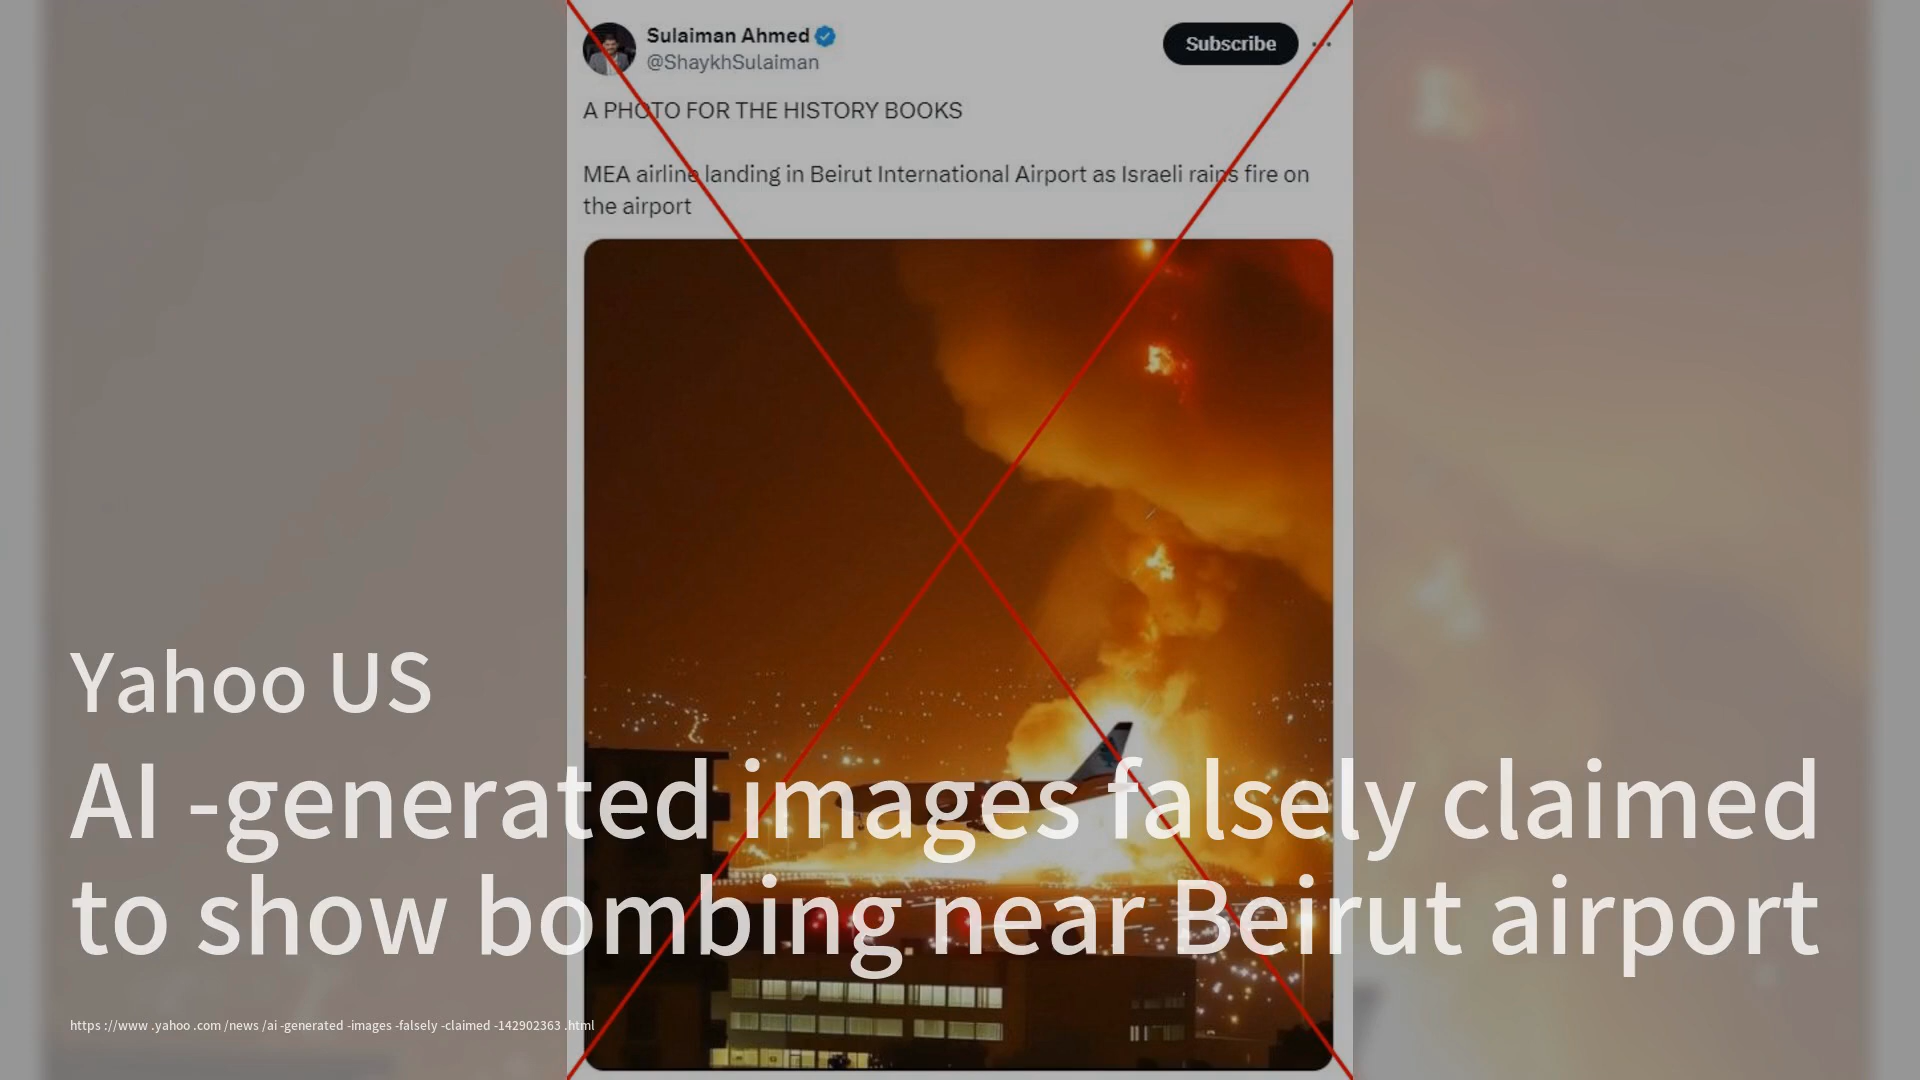 Sulaiman Ahmed
@ShaykhSulaiman
Subscribe
A PHOTO FOR THE HISTORY BOOKS
MEA airline landing in Beirut International Airport as Israeli rains fire on
the airport
Yahoo US
AI -generated images falsely claimed
to show bombing near Beirut airport
https ://www .yahoo .com /news /ai -generated -images -falsely -claimed -142902363 .html